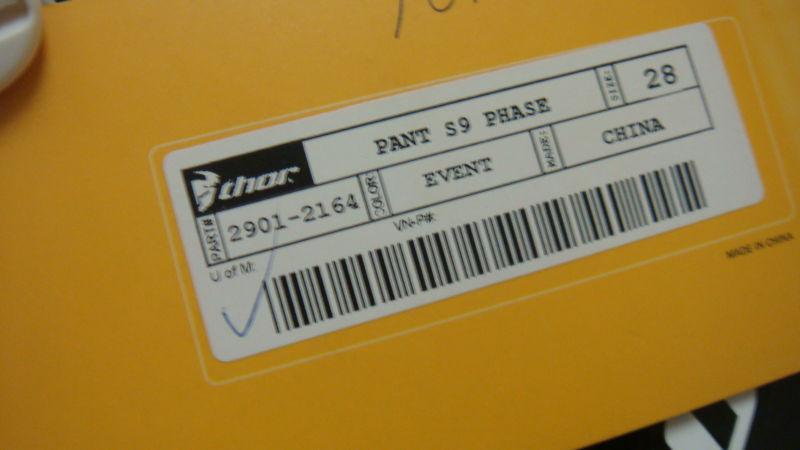 PANT S9 PHASE SIZE: 28
thor
PART# 2901-2164 COLOR: EVENT MADE: CHINA
U of M: VN-P#:
MADE IN CHINA